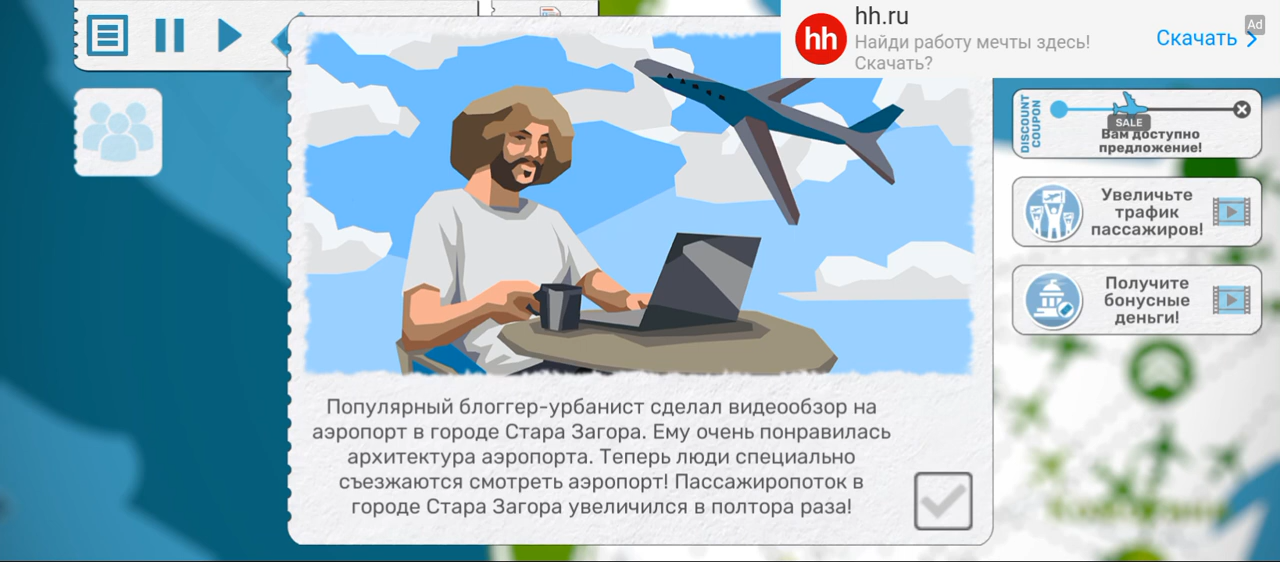 hh
hh.ru
Найди работу мечты здесь!
Скачать?
Скачать
Ad
DISCOUNT
COUPON
SALE
Вам доступно
предложение!
Увеличьте
трафик
пассажиров!
Получите
бонусные
деньги!
Популярный блоггер-урбанист сделал видеообзор на
аэропорт в городе Стара Загора. Ему очень понравилась
архитектура аэропорта. Теперь люди специально
съезжаются смотреть аэропорт! Пассажиропоток в
городе Стара Загора увеличился в полтора раза!